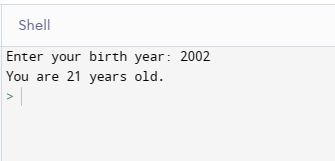 Shell
Enter your birth year: 2002
You are 21 years old.
>